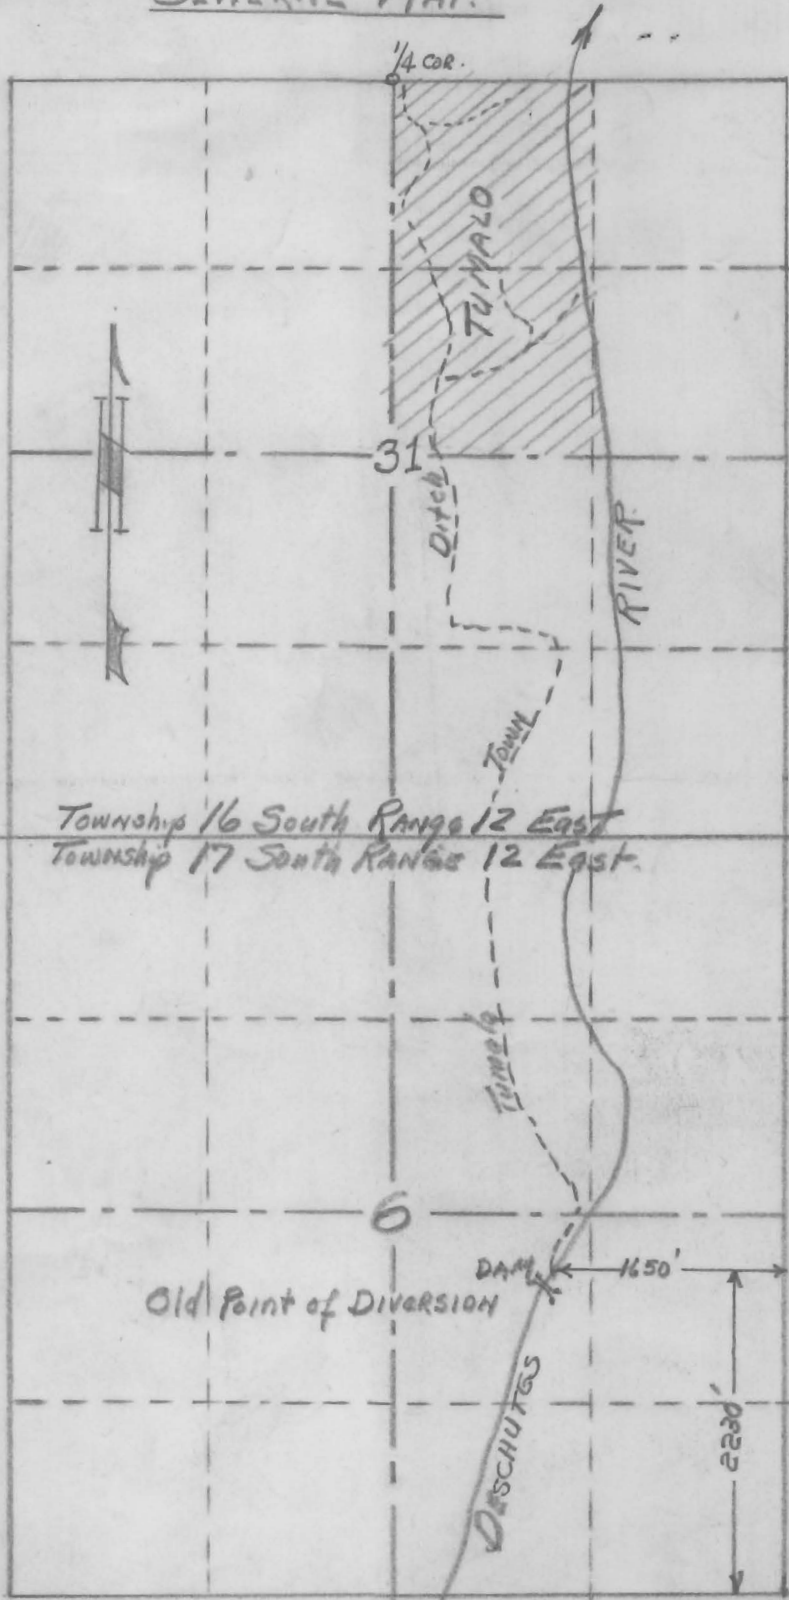 1/4 COR.
TUMALO
31
Ditch
RIVER
Town
Township 16 South Range 12 East
Township 17 South Range 12 East.
Tumalo
6
DAM
1650'
Old Point of Diversion
2230'
DESCHUTES